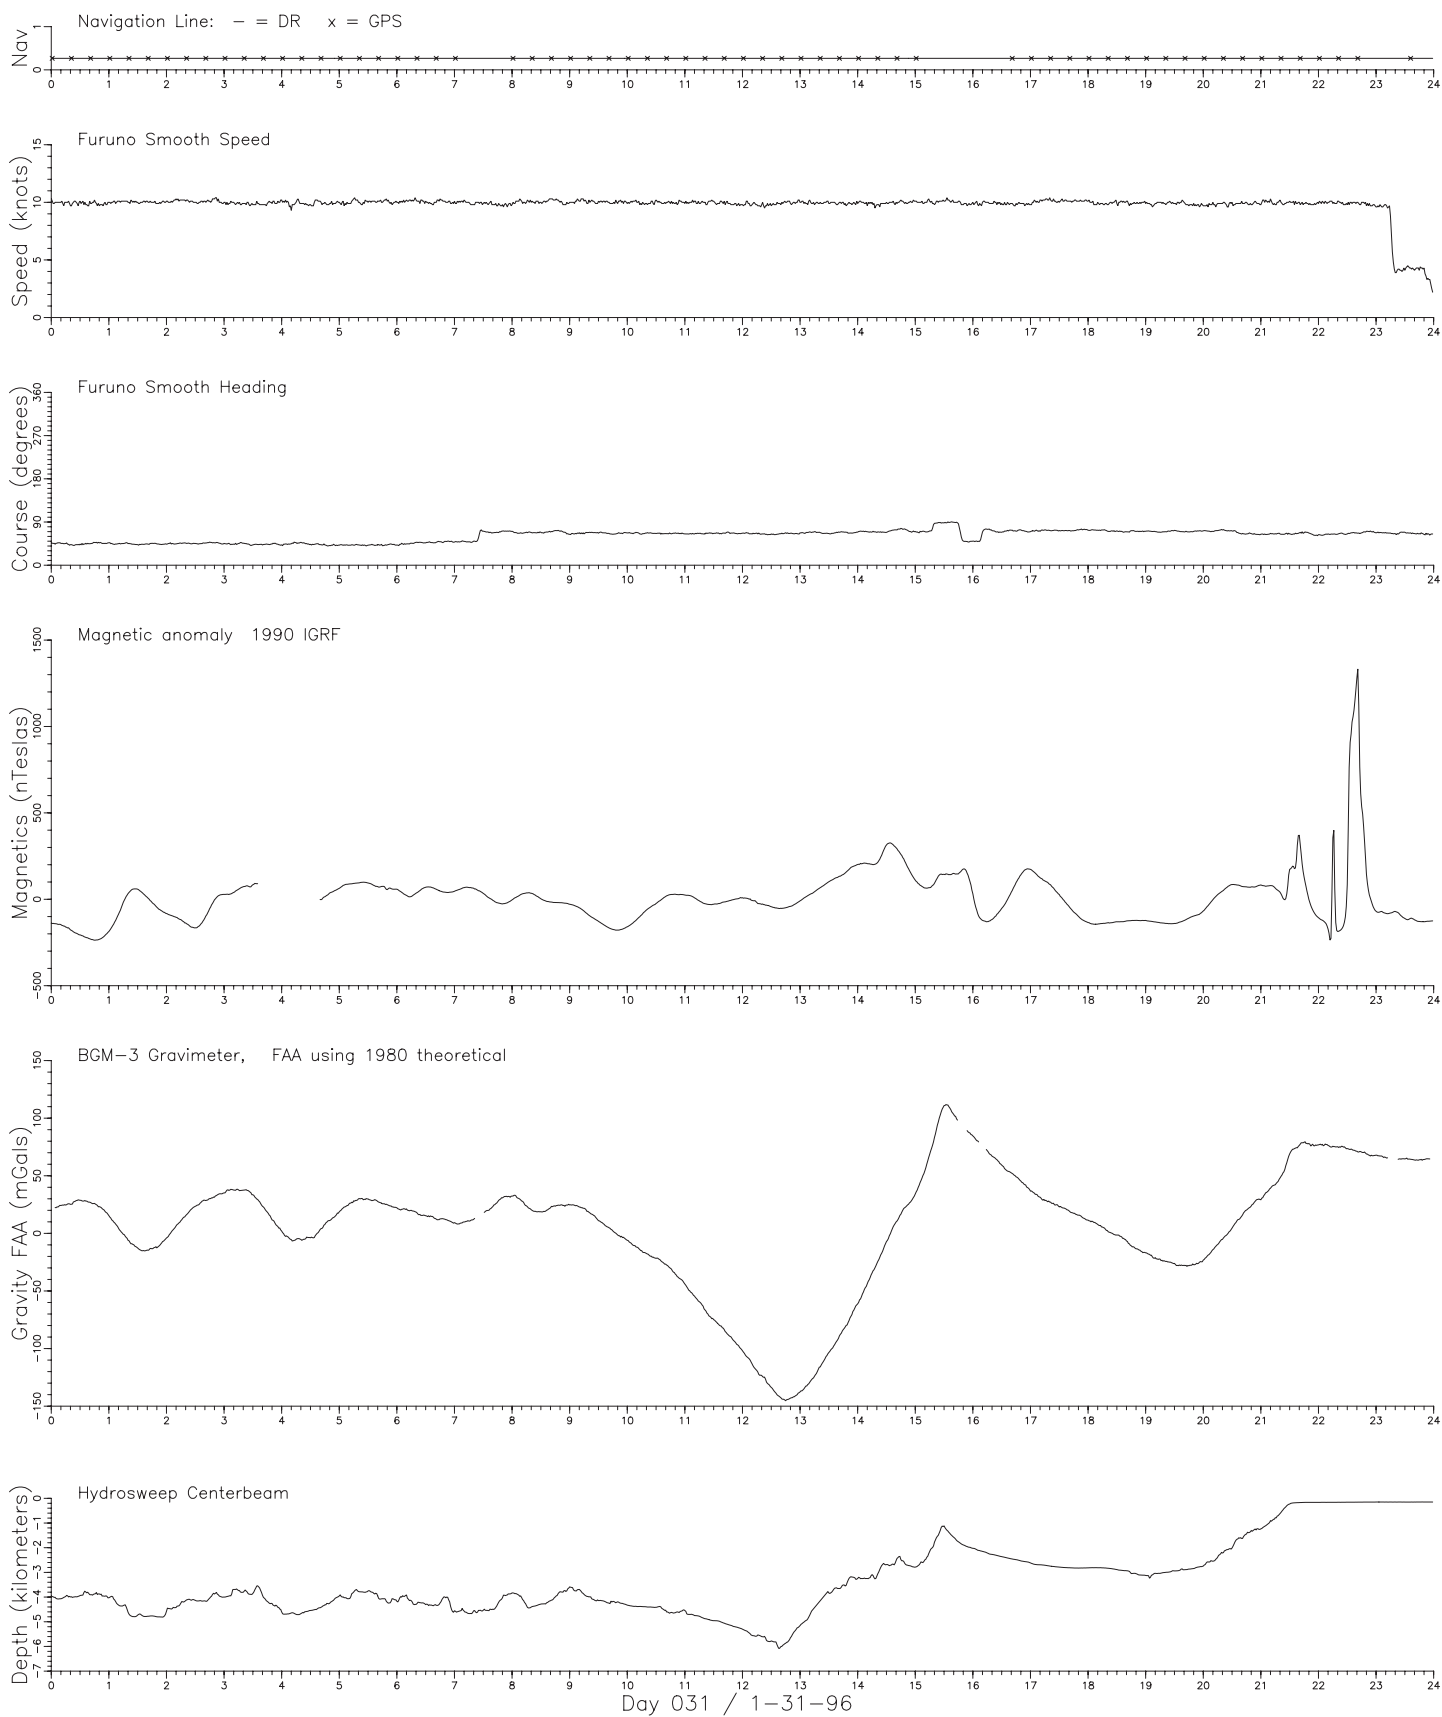 Navigation Line: − = DR x = GPS
Nav
0 1
0 1 2 3 4 5 6 7 8 9 10 11 12 13 14 15 16 17 18 19 20 21 22 23 24
Furuno Smooth Speed
Speed (knots)
0 5 10 15
0 1 2 3 4 5 6 7 8 9 10 11 12 13 14 15 16 17 18 19 20 21 22 23 24
Furuno Smooth Heading
Course (degrees)
0 90 180 270 360
0 1 2 3 4 5 6 7 8 9 10 11 12 13 14 15 16 17 18 19 20 21 22 23 24
Magnetic anomaly 1990 IGRF
Magnetics (nTeslas)
−500 0 500 1000 1500
0 1 2 3 4 5 6 7 8 9 10 11 12 13 14 15 16 17 18 19 20 21 22 23 24
BGM−3 Gravimeter, FAA using 1980 theoretical
Gravity FAA (mGals)
−150 −100 −50 0 50 100 150
0 1 2 3 4 5 6 7 8 9 10 11 12 13 14 15 16 17 18 19 20 21 22 23 24
Hydrosweep Centerbeam
Depth (kilometers)
−7 −6 −5 −4 −3 −2 −1 0
0 1 2 3 4 5 6 7 8 9 10 11 12 13 14 15 16 17 18 19 20 21 22 23 24
Day 031 / 1−31−96